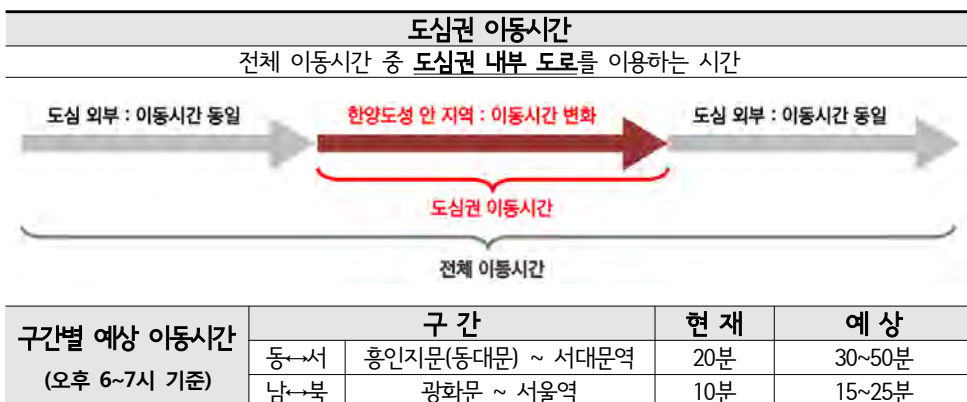 도심권 이동시간
전체 이동시간 중 도심권 내부 도로를 이용하는 시간
도심 외부 : 이동시간 동일
한양도성 안 지역 : 이동시간 변화
도심 외부 : 이동시간 동일
도심권 이동시간
전체 이동시간
구간별 예상 이동시간
(오후 6~7시 기준)
구 간 현 재 예 상
동↔서 흥인지문(동대문) ~ 서대문역 20분 30~50분
남↔북 광화문 ~ 서울역 10분 15~25분